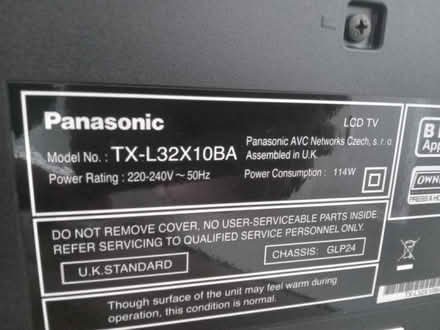 Panasonic
LCD TV
Model No. : TX-L32X10BA
Panasonic AVC Networks Czech, s. r. o.
Assembled in U.K.
Power Rating : 220-240V ~ 50Hz
Power Consumption : 114W
DO NOT REMOVE COVER, NO USER-SERVICEABLE PARTS INSIDE
REFER SERVICING TO QUALIFIED SERVICE PERSONNEL ONLY.
U.K.STANDARD
CHASSIS: GLP24
Though surface of the unit may feel warm during
operation, this condition is normal.
B
App
OWN